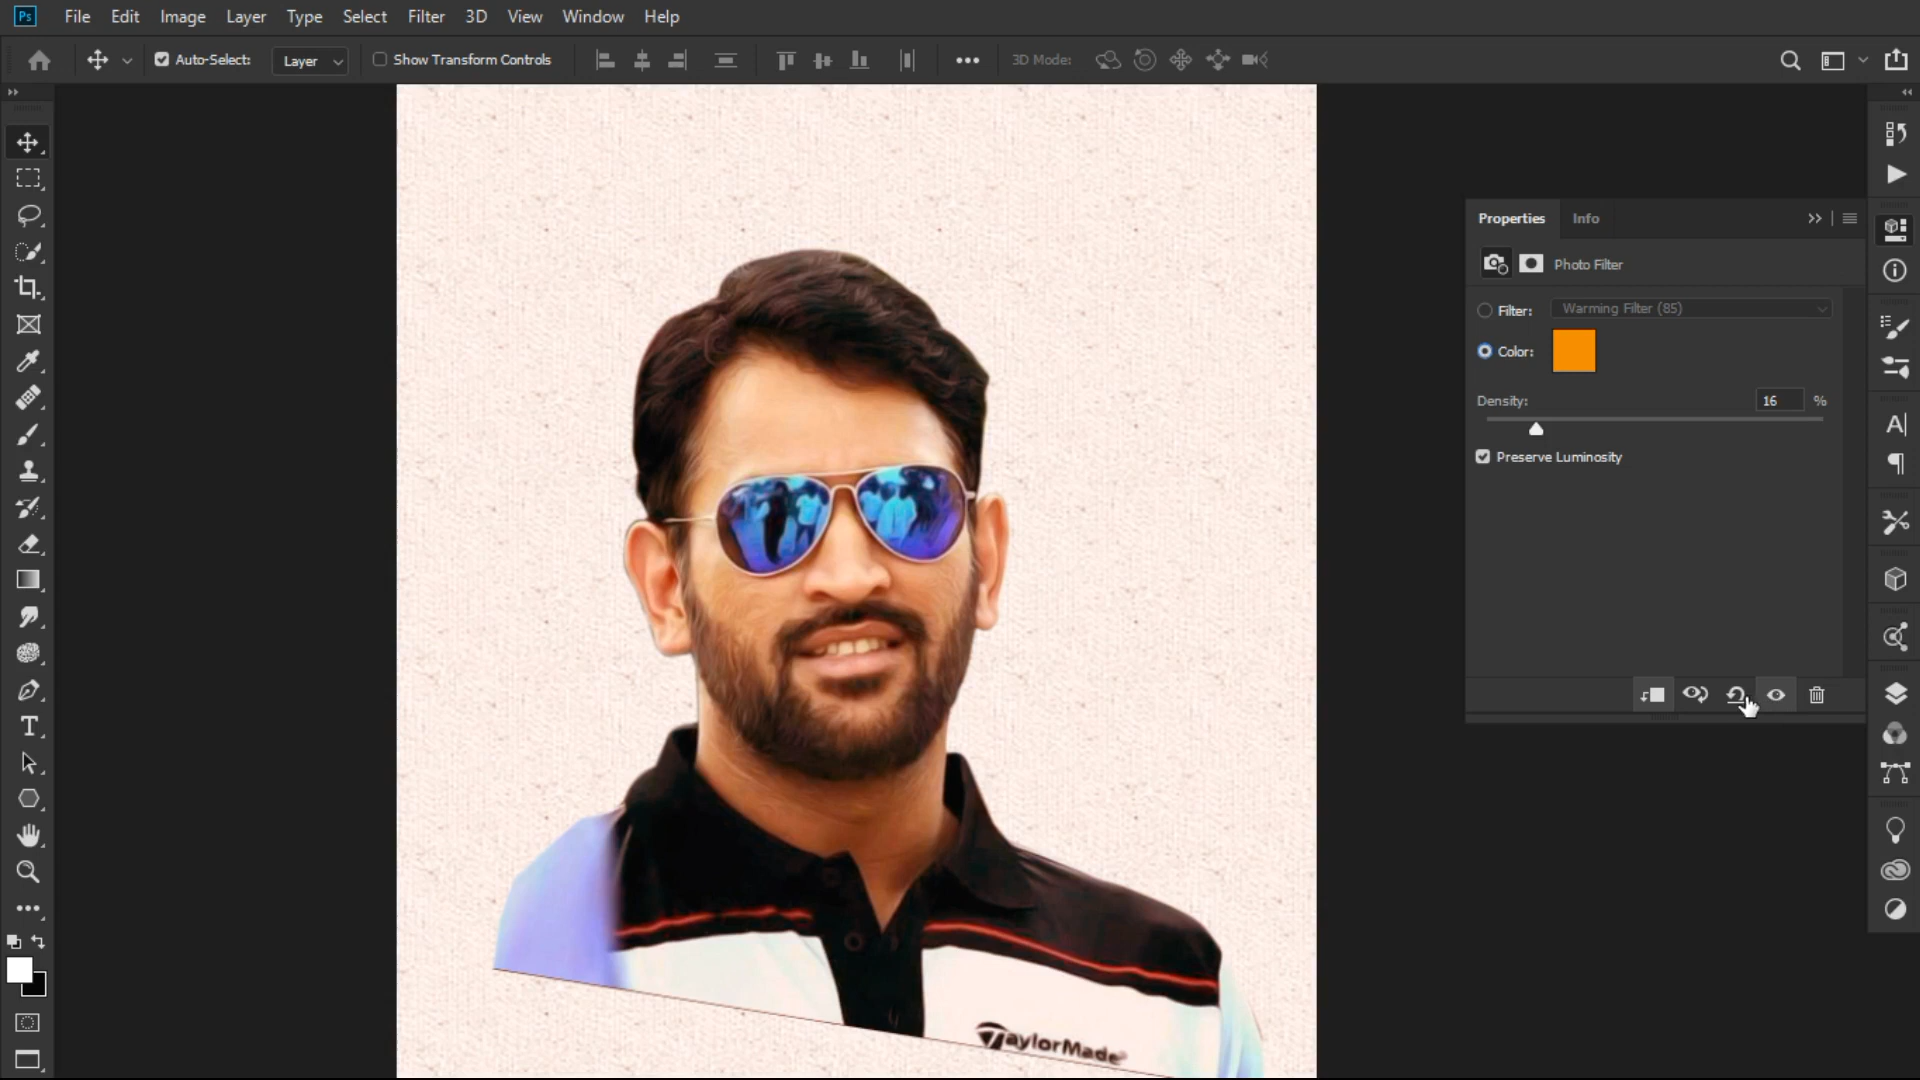 Ps File Edit Image Layer Type Select Filter 3D View Window Help
Auto-Select: Layer Show Transform Controls 3D Mode:
Properties Info
Photo Filter
Filter: Warming Filter (85)
Color:
Density: 16 %
Preserve Luminosity
TaylorMade